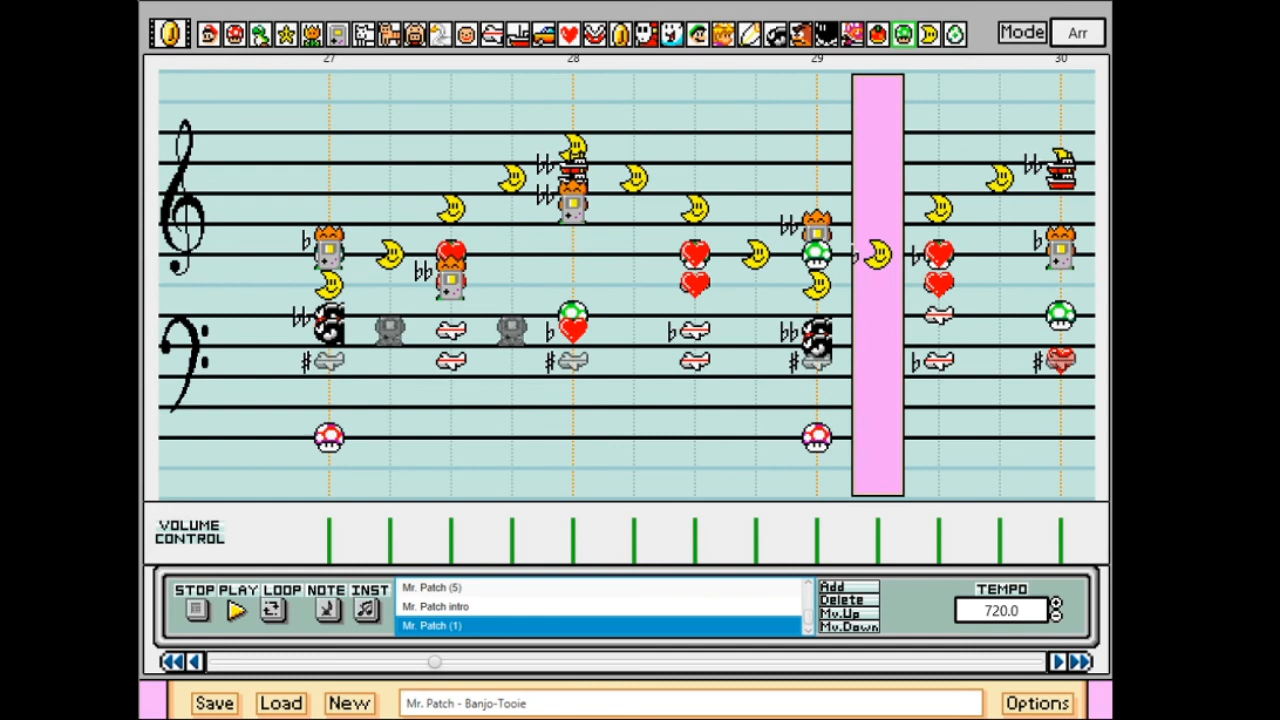 Mode Arr
27 28 29 30
VOLUME
CONTROL
STOP PLAY LOOP NOTE INST
Mr. Patch (5)
Mr. Patch intro
Mr. Patch (1)
Add
Delete
Mv.Up
Mv.Down
TEMPO
720.0
Save Load New Mr. Patch - Banjo-Tooie Options